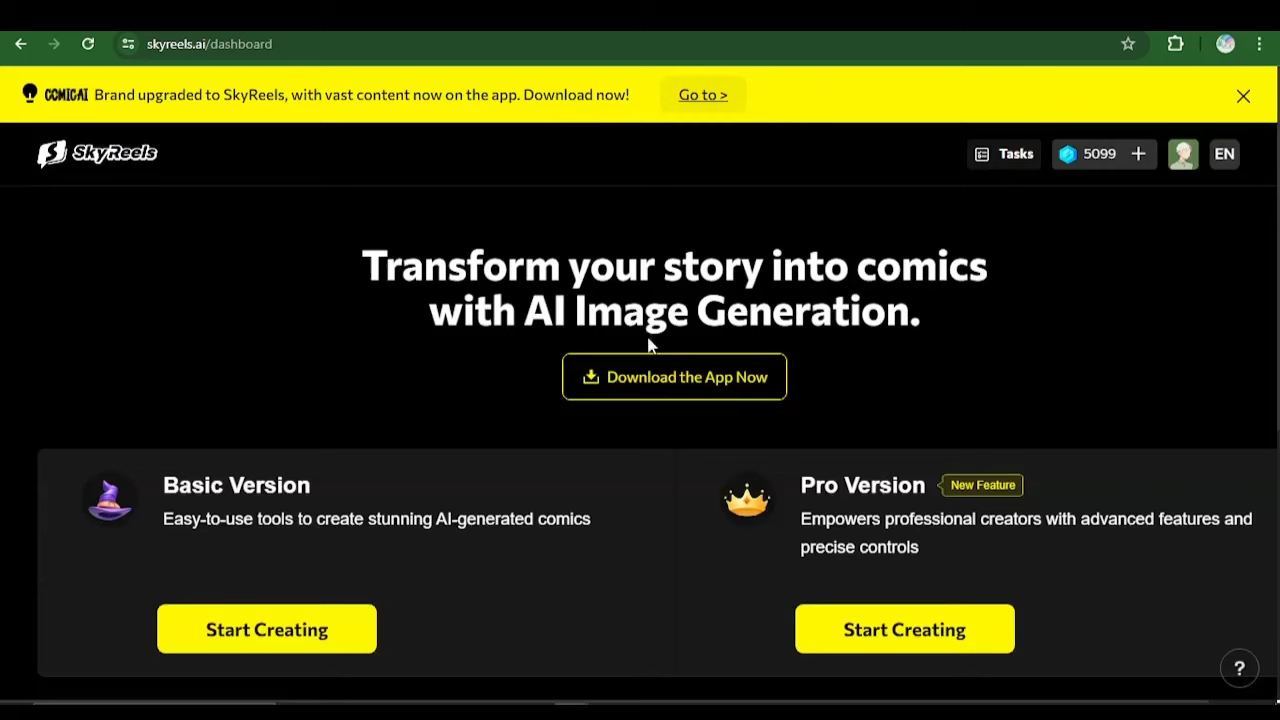 skyreels.ai/dashboard
COMICAI Brand upgraded to SkyReels, with vast content now on the app. Download now! Go to >
SkyReels
Tasks 5099 EN
Transform your story into comics
with AI Image Generation.
Download the App Now
Basic Version
Easy-to-use tools to create stunning AI-generated comics
Start Creating
Pro Version New Feature
Empowers professional creators with advanced features and
precise controls
Start Creating
?